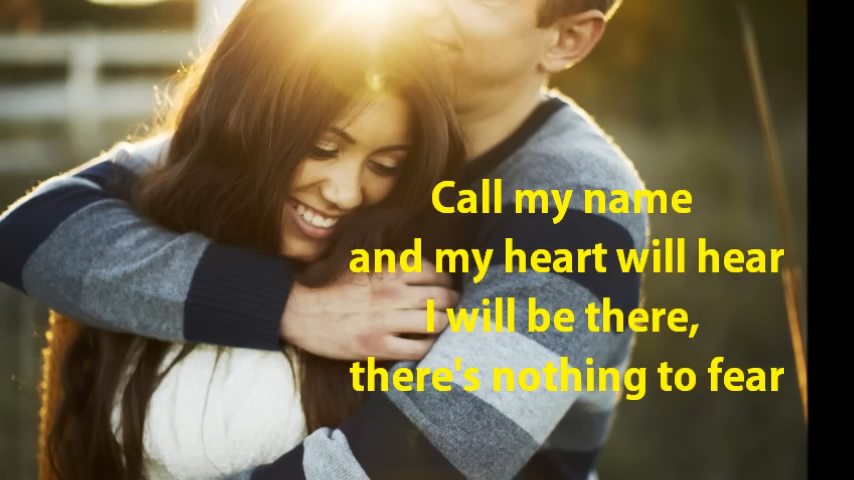 Call my name
and my heart will hear
I will be there,
there's nothing to fear